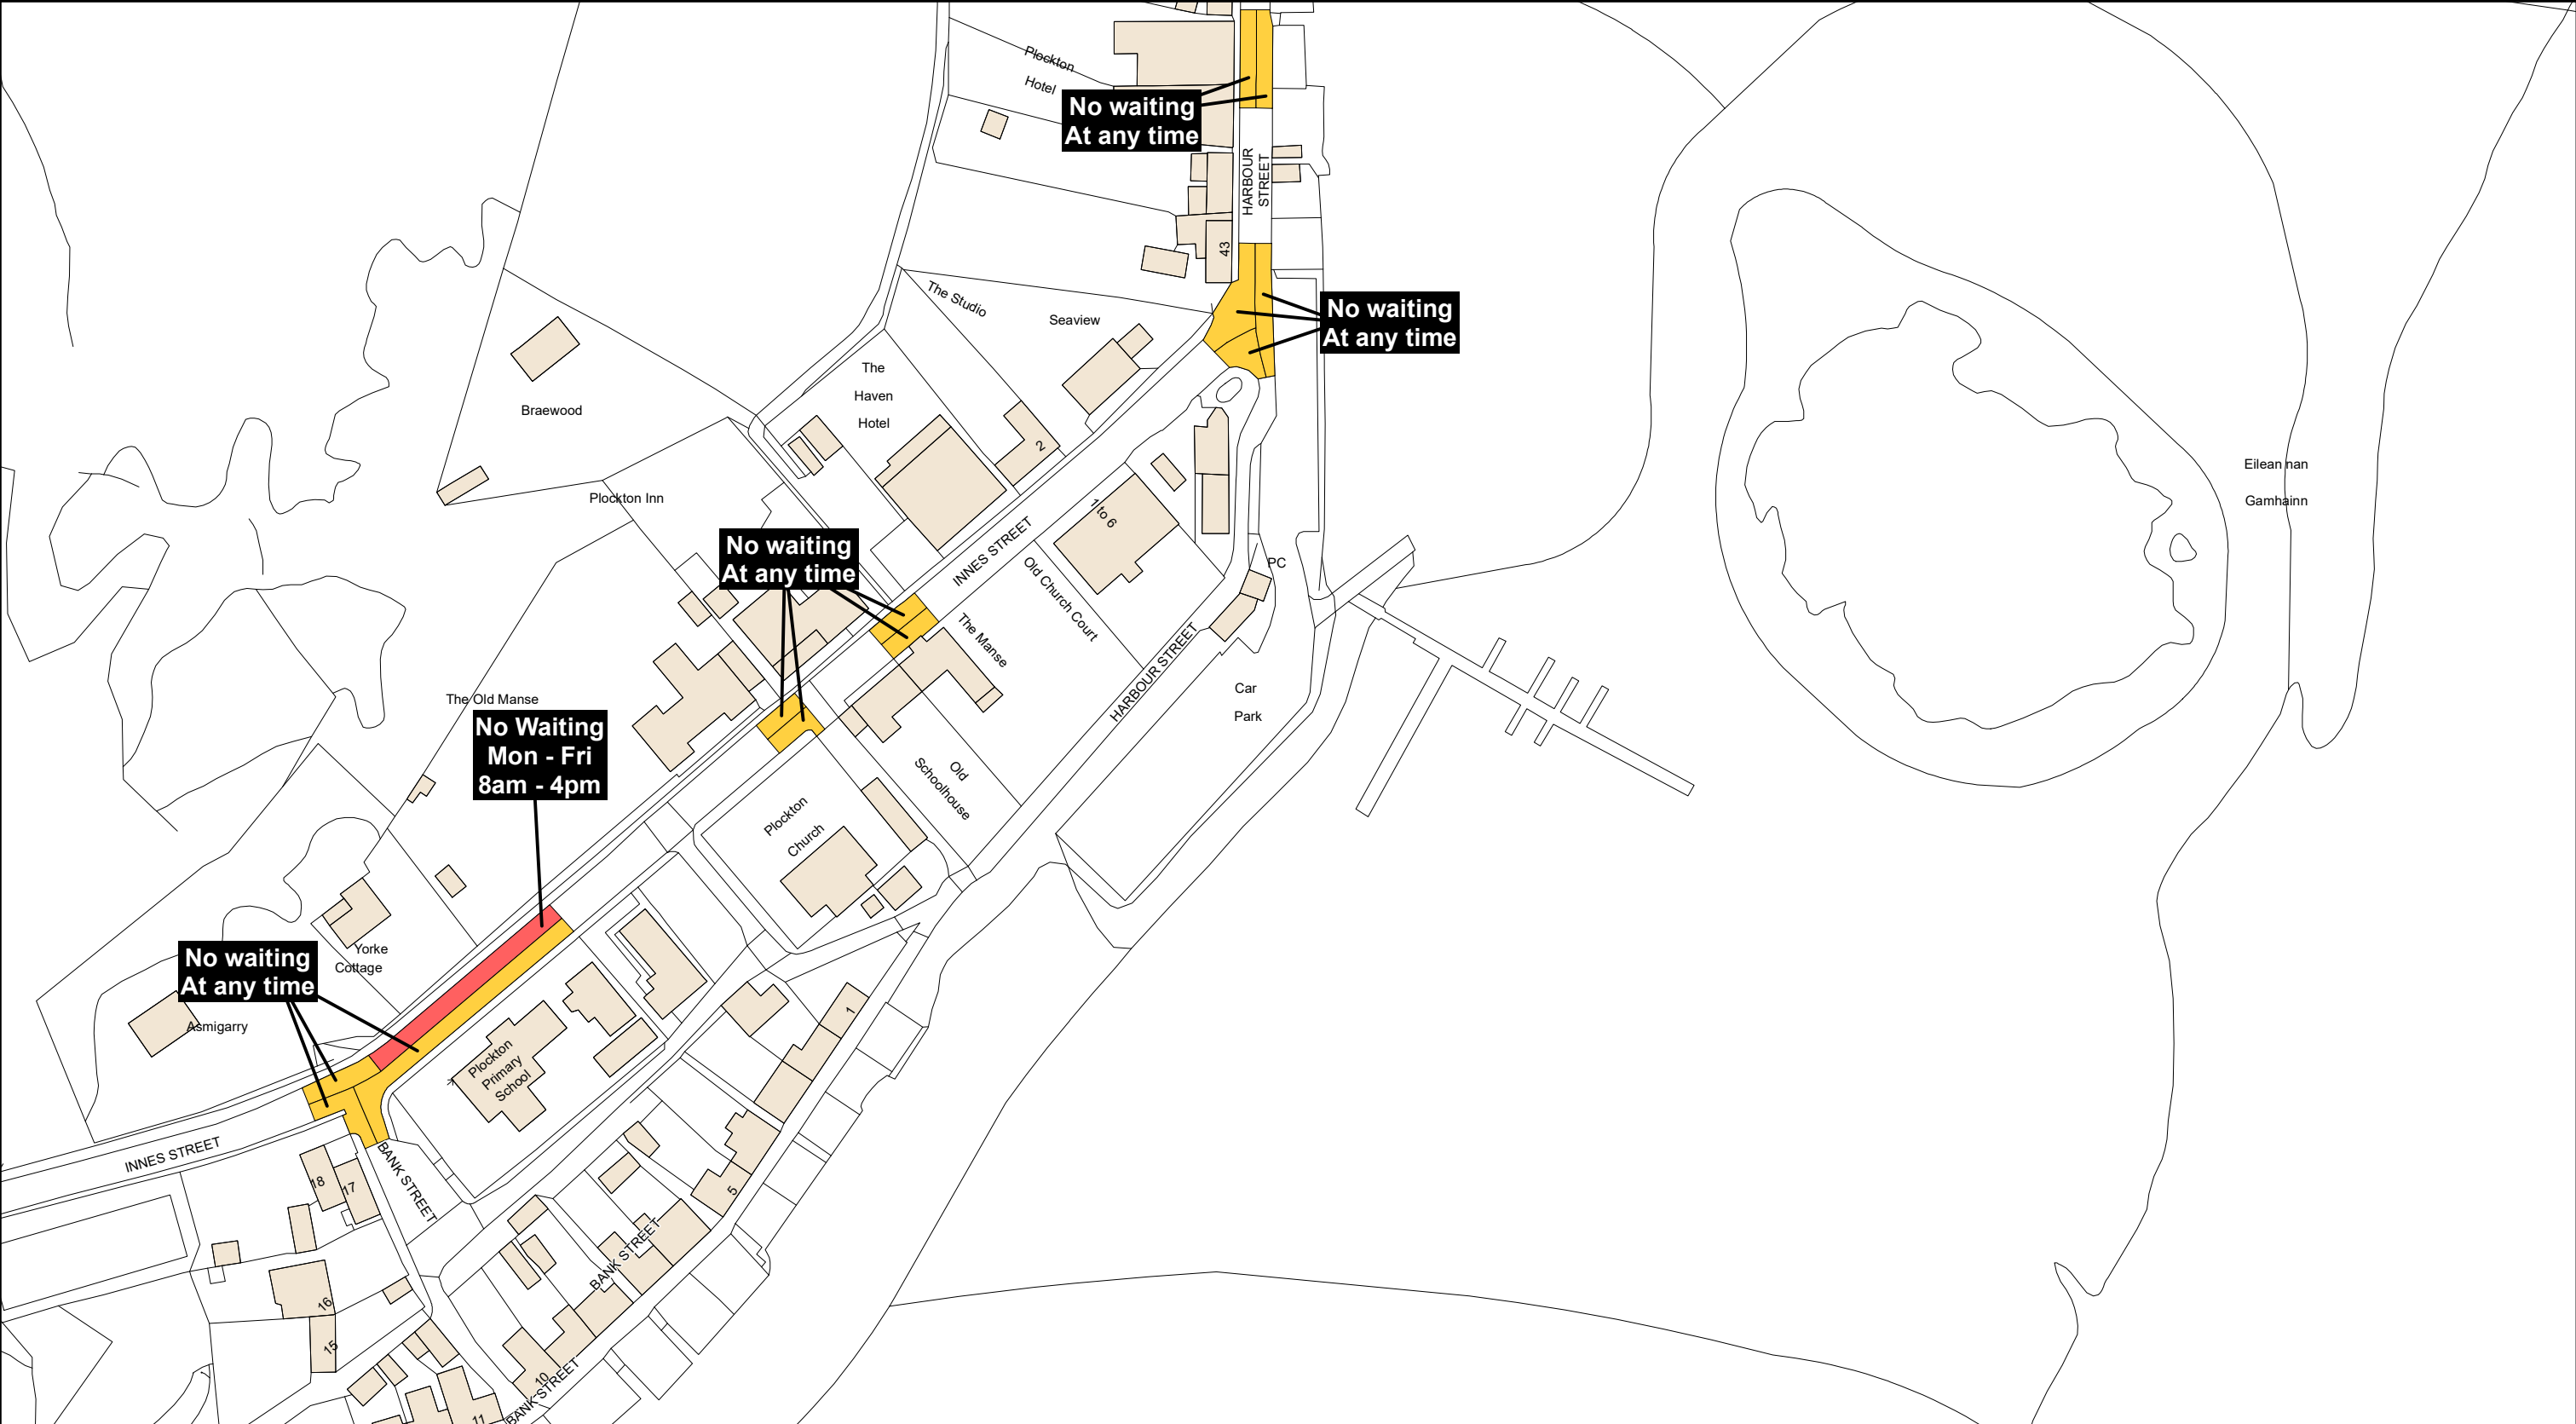 Plockton
Hotel
No waiting
At any time
HARBOUR
STREET
43
No waiting
At any time
The Studio
Seaview
The
Haven
Hotel
2
Braewood
Plockton Inn
Eilean nan
Gamhainn
1 to 6
INNES STREET
Old Church Court
PC
No waiting
At any time
The Manse
HARBOUR STREET
Car
Park
The Old Manse
No Waiting
Mon - Fri
8am - 4pm
Old
Schoolhouse
Plockton
Church
Yorke
Cottage
No waiting
At any time
Asmigarry
Plockton
Primary
School
1
INNES STREET
BANK STREET
18
17
5
BANK STREET
16
15
10
BANK STREET
11